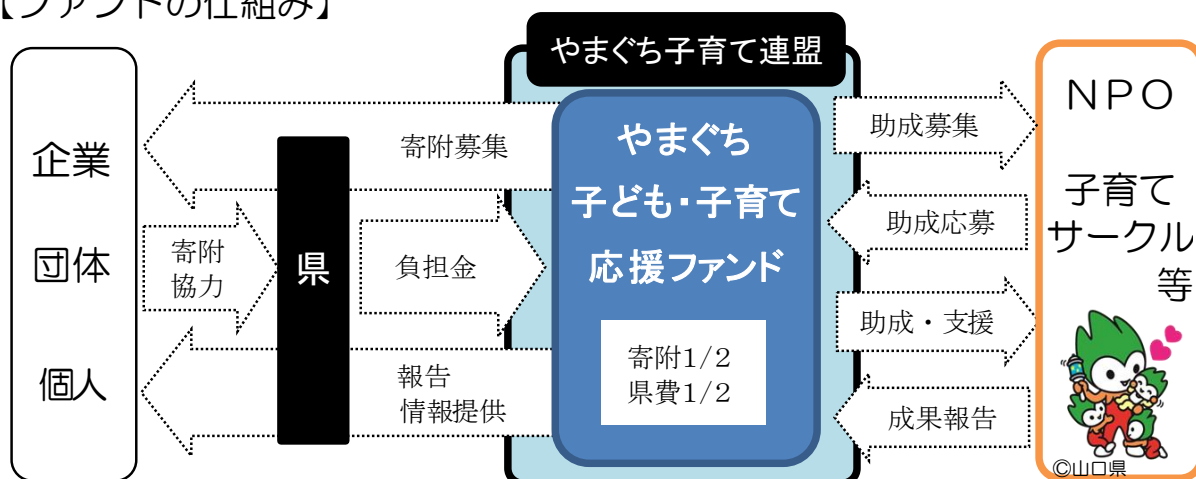 【ファンドの仕組み】
企業
団体
個人
寄附募集
寄附
協力
県
負担金
報告
情報提供
やまぐち子育て連盟
やまぐち
子ども・子育て
応援ファンド
寄附1/2
県費1/2
助成募集
助成応募
助成・支援
成果報告
NPO
子育て
サークル
等
©山口県